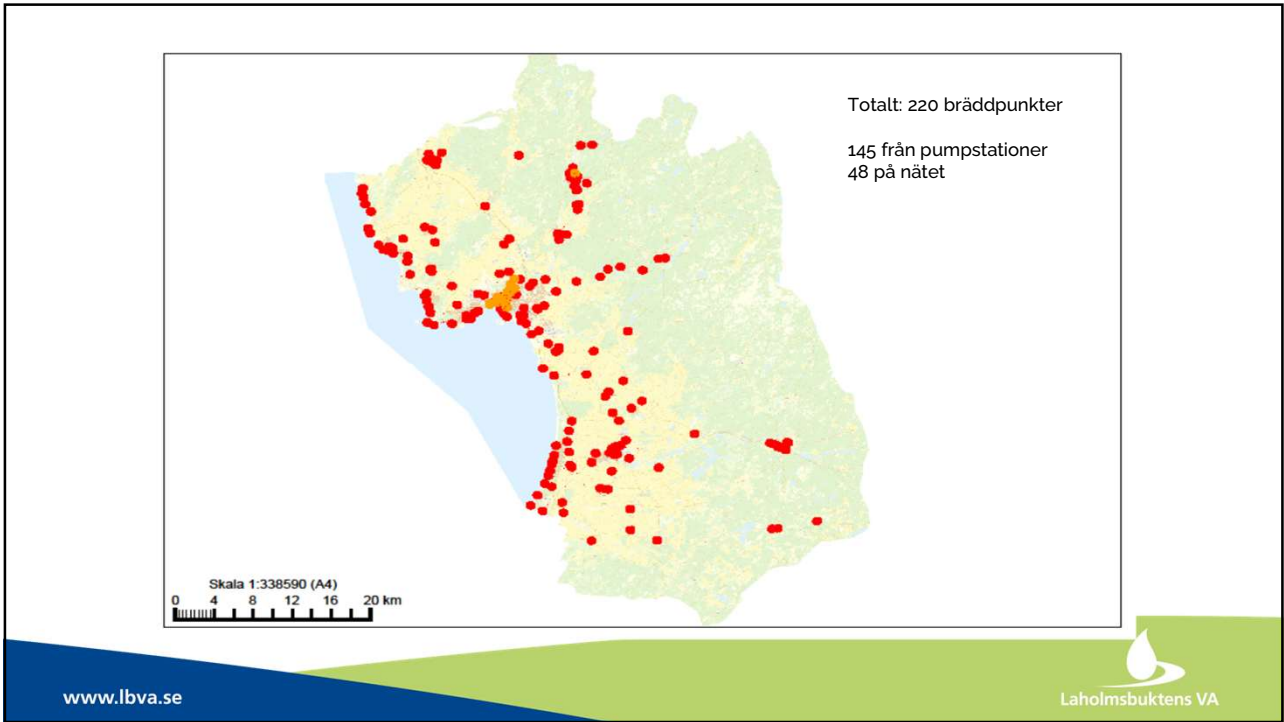 Totalt: 220 bräddpunkter
145 från pumpstationer
48 på nätet
Skala 1:338590 (A4)
0 4 8 12 16 20 km
www.lbva.se
Laholmsbuktens VA